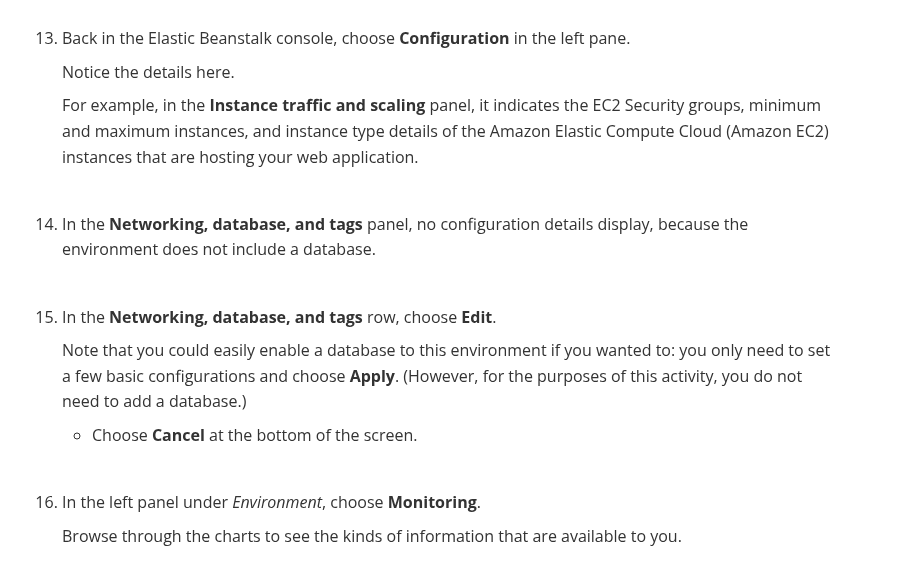 13. Back in the Elastic Beanstalk console, choose Configuration in the left pane.
Notice the details here.
For example, in the Instance traffic and scaling panel, it indicates the EC2 Security groups, minimum
and maximum instances, and instance type details of the Amazon Elastic Compute Cloud (Amazon EC2)
instances that are hosting your web application.
14. In the Networking, database, and tags panel, no configuration details display, because the
environment does not include a database.
15. In the Networking, database, and tags row, choose Edit.
Note that you could easily enable a database to this environment if you wanted to: you only need to set
a few basic configurations and choose Apply. (However, for the purposes of this activity, you do not
need to add a database.)
◦ Choose Cancel at the bottom of the screen.
16. In the left panel under Environment, choose Monitoring.
Browse through the charts to see the kinds of information that are available to you.